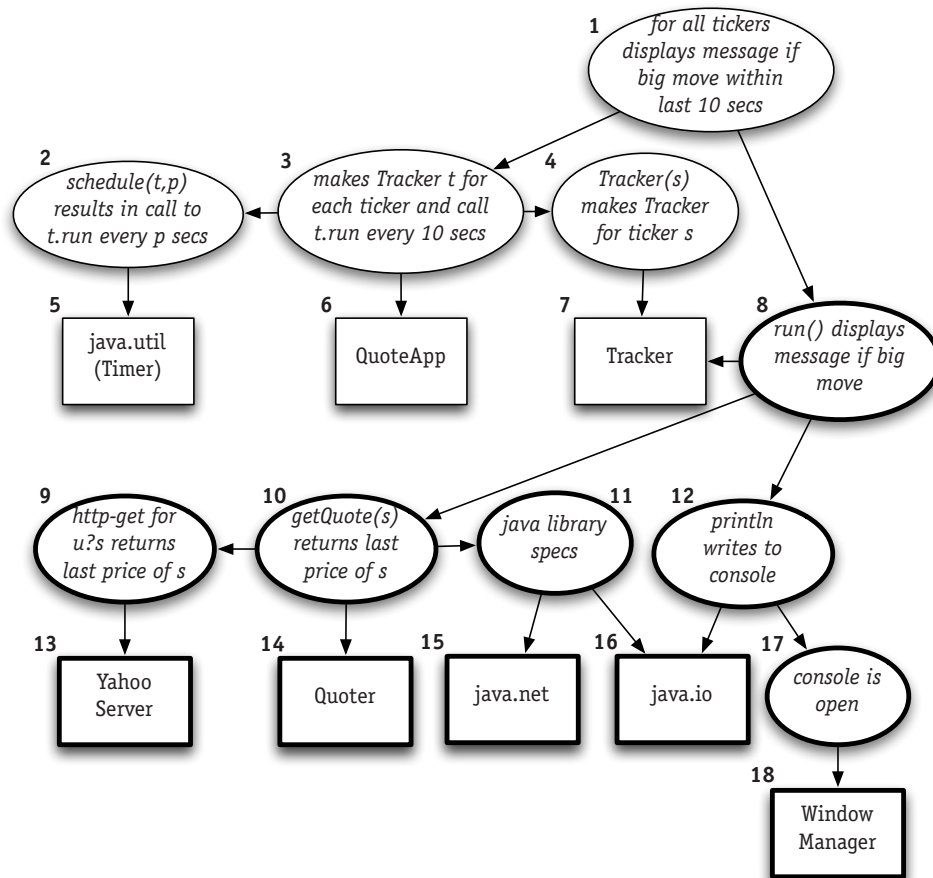 1
for all tickers
displays message if
big move within
last 10 secs
2
schedule(t,p)
results in call to
t.run every p secs
3
makes Tracker t for
each ticker and call
t.run every 10 secs
4
Tracker(s)
makes Tracker
for ticker s
5
java.util
(Timer)
6
QuoteApp
7
Tracker
8
run() displays
message if big
move
9
http-get for
u?s returns
last price of s
10
getQuote(s)
returns last
price of s
11
java library
specs
12
println
writes to
console
13
Yahoo
Server
14
Quoter
15
java.net
16
java.io
17
console is
open
18
Window
Manager